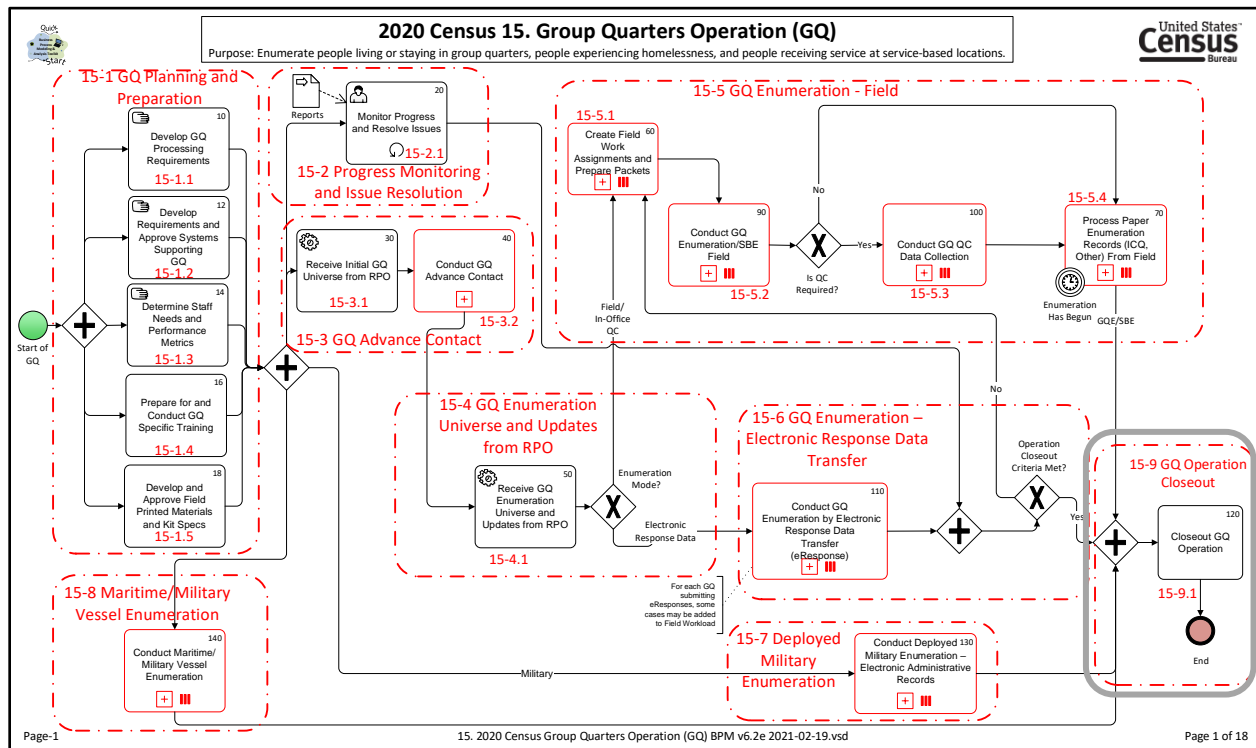 2020 Census 15. Group Quarters Operation (GQ)
Purpose: Enumerate people living or staying in group quarters, people experiencing homelessness, and people receiving service at service-based locations.
Quick
Start
United States®
Census
Bureau
15-1 GQ Planning and
Preparation
10
Develop GQ
Processing
Requirements
15-1.1
12
Develop
Requirements and
Approve Systems
Supporting
GQ
15-1.2
14
Determine Staff
Needs and
Performance
Metrics
15-1.3
16
Prepare for and
Conduct GQ
Specific Training
15-1.4
18
Develop and
Approve Field
Printed Materials
and Kit Specs
15-1.5
Start of
GQ
Reports
20
Monitor Progress
and Resolve Issues
15-2.1
15-2 Progress Monitoring
and Issue Resolution
30
Receive Initial GQ
Universe from RPO
15-3.1
40
Conduct GQ
Advance Contact
15-3.2
15-3 GQ Advance Contact
15-4 GQ Enumeration
Universe and Updates
from RPO
50
Receive GQ
Enumeration
Universe and
Updates from RPO
15-4.1
Enumeration
Mode?
Field/
In-Office
QC
Electronic
Response Data
15-5 GQ Enumeration - Field
15-5.1
60
Create Field
Work
Assignments and
Prepare Packets
90
Conduct GQ
Enumeration/SBE
Field
15-5.2
No
Is QC
Required?
Yes
100
Conduct GQ QC
Data Collection
15-5.3
15-5.4
70
Process Paper
Enumeration
Records (ICQ,
Other) From Field
Enumeration
Has Begun
GQE/SBE
No
15-6 GQ Enumeration –
Electronic Response Data
Transfer
110
Conduct GQ
Enumeration by Electronic
Response Data
Transfer
(eResponse)
For each GQ
submitting
eResponses, some
cases may be added
to Field Workload
Operation
Closeout
Criteria Met?
Yes
15-7 Deployed
Military
Enumeration
130
Conduct Deployed
Military Enumeration –
Electronic Administrative
Records
Military
15-8 Maritime/Military
Vessel Enumeration
140
Conduct Maritime/
Military Vessel
Enumeration
15-9 GQ Operation
Closeout
120
Closeout GQ
Operation
15-9.1
End
Page-1
15. 2020 Census Group Quarters Operation (GQ) BPM v6.2e 2021-02-19.vsd
Page 1 of 18